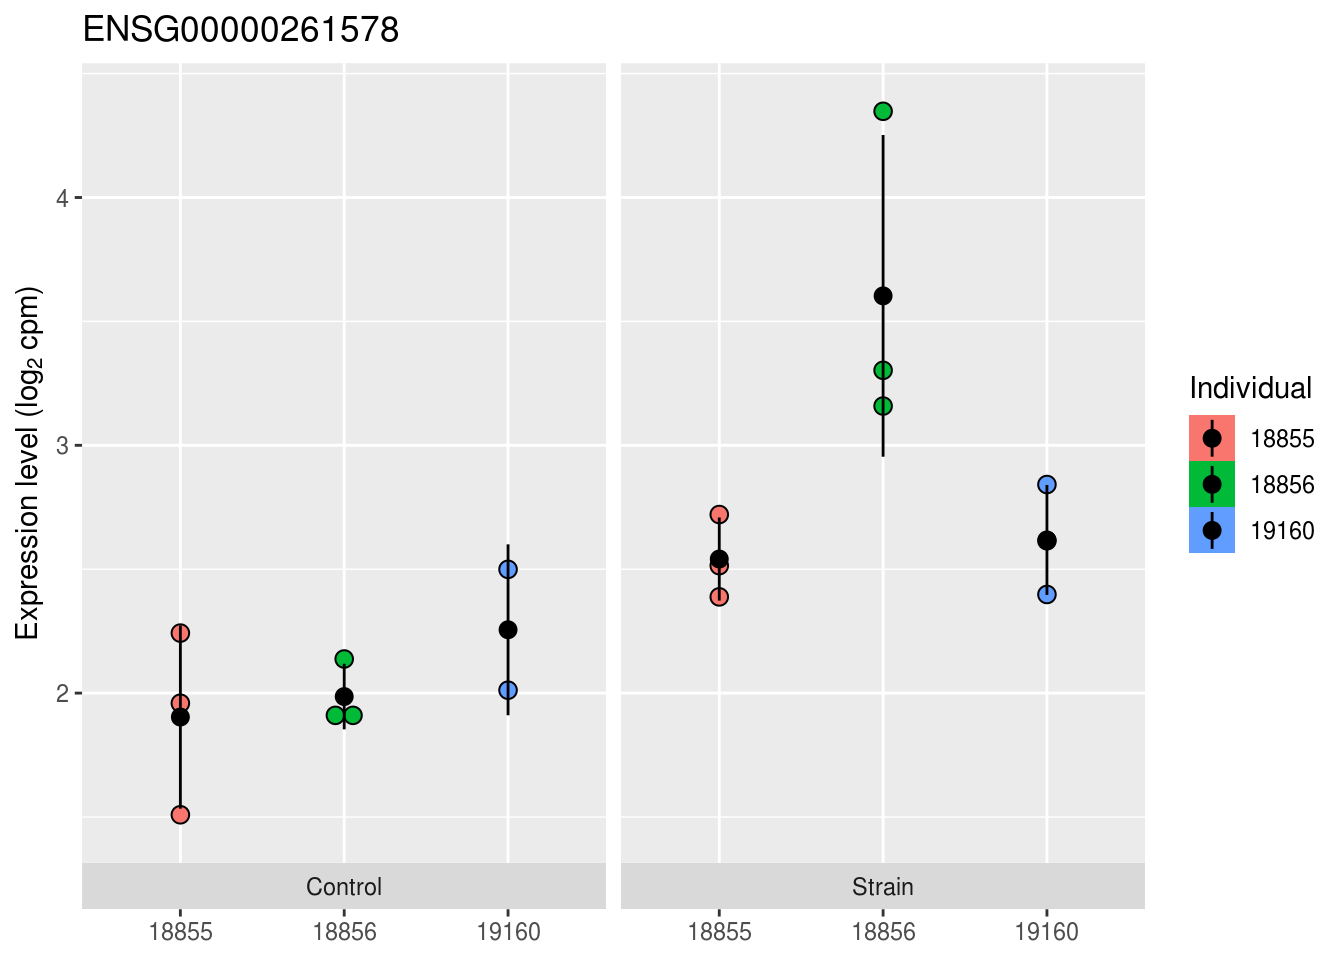 ENSG00000261578
Expression level (log₂ cpm)
4
3
2
Control
Strain
18855
18856
19160
18855
18856
19160
Individual
18855
18856
19160